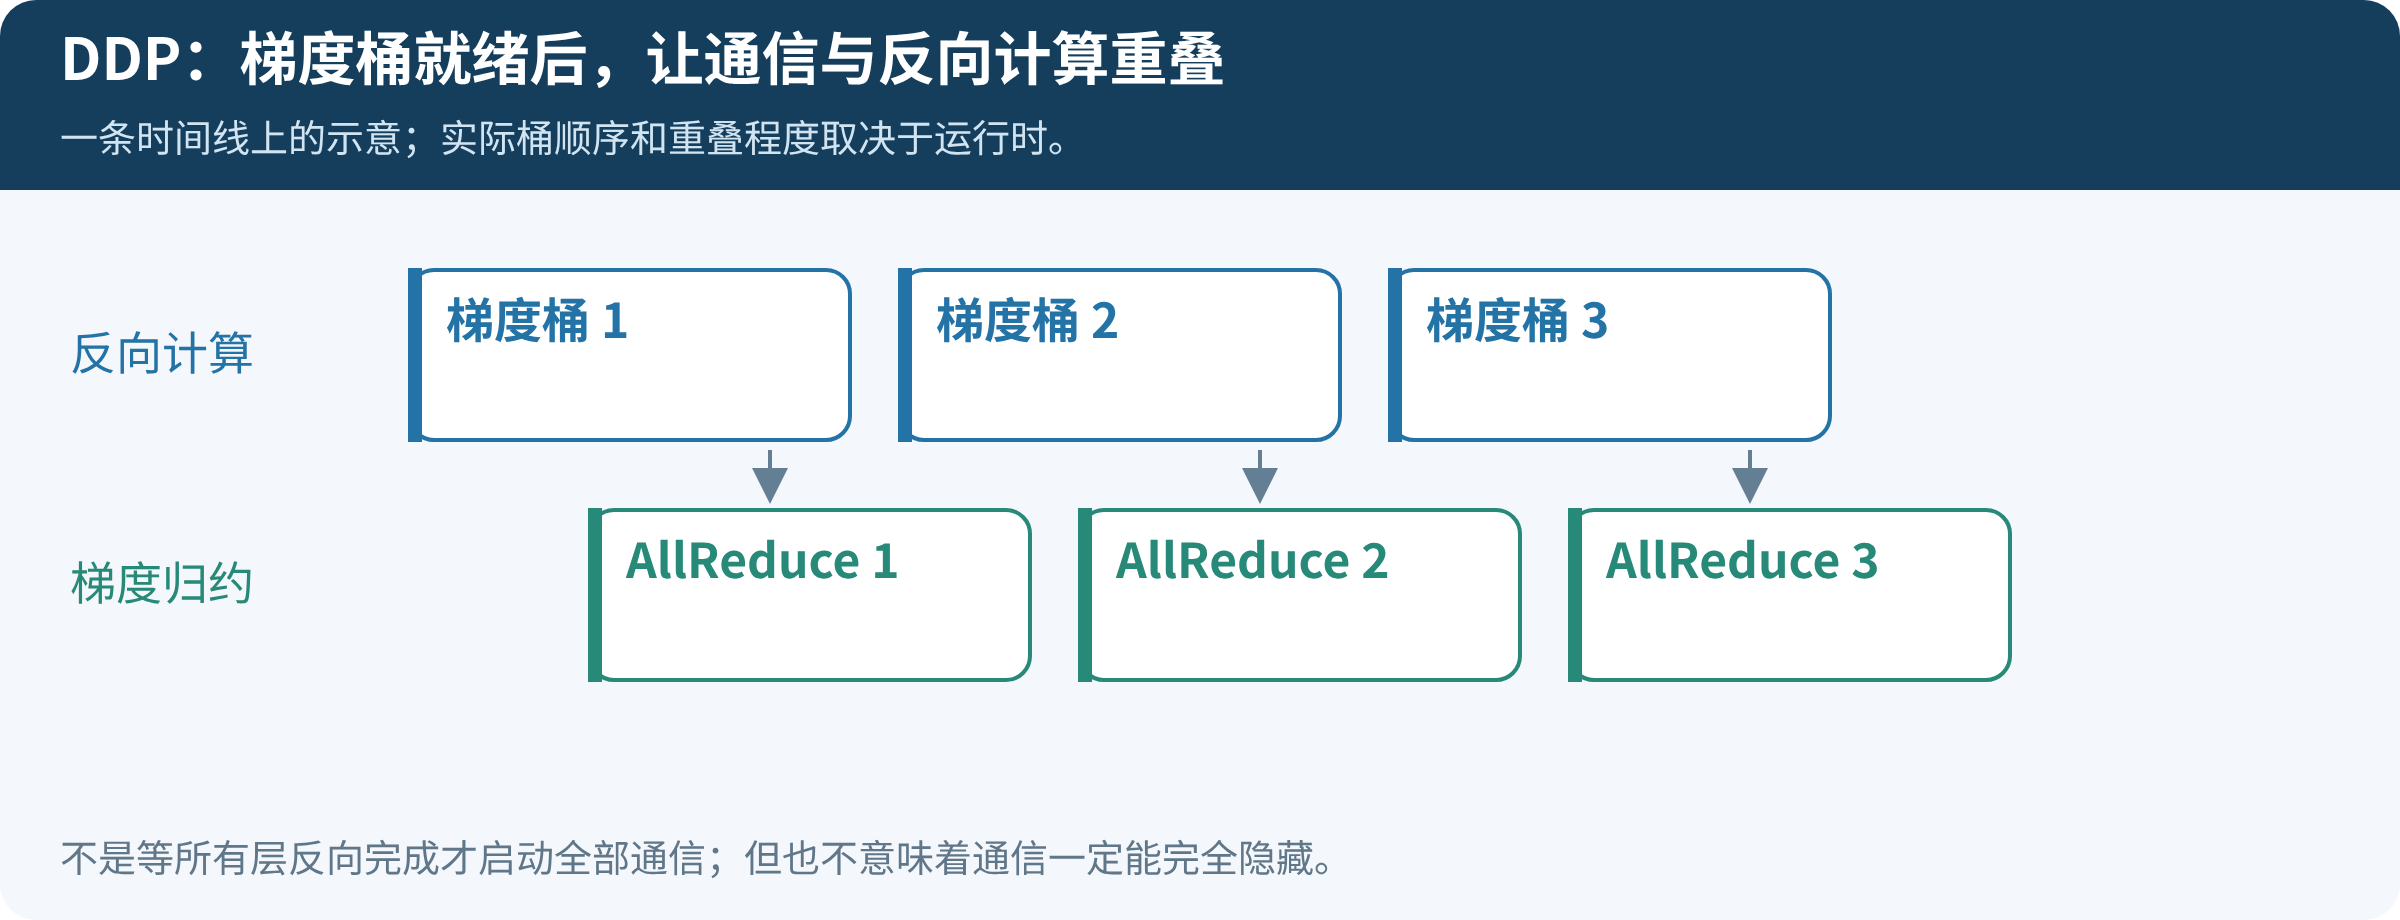 DDP：梯度桶就绪后，让通信与反向计算重叠
一条时间线上的示意；实际桶顺序和重叠程度取决于运行时。
反向计算
梯度桶 1
梯度桶 2
梯度桶 3
梯度归约
AllReduce 1
AllReduce 2
AllReduce 3
不是等所有层反向完成才启动全部通信；但也不意味着通信一定能完全隐藏。